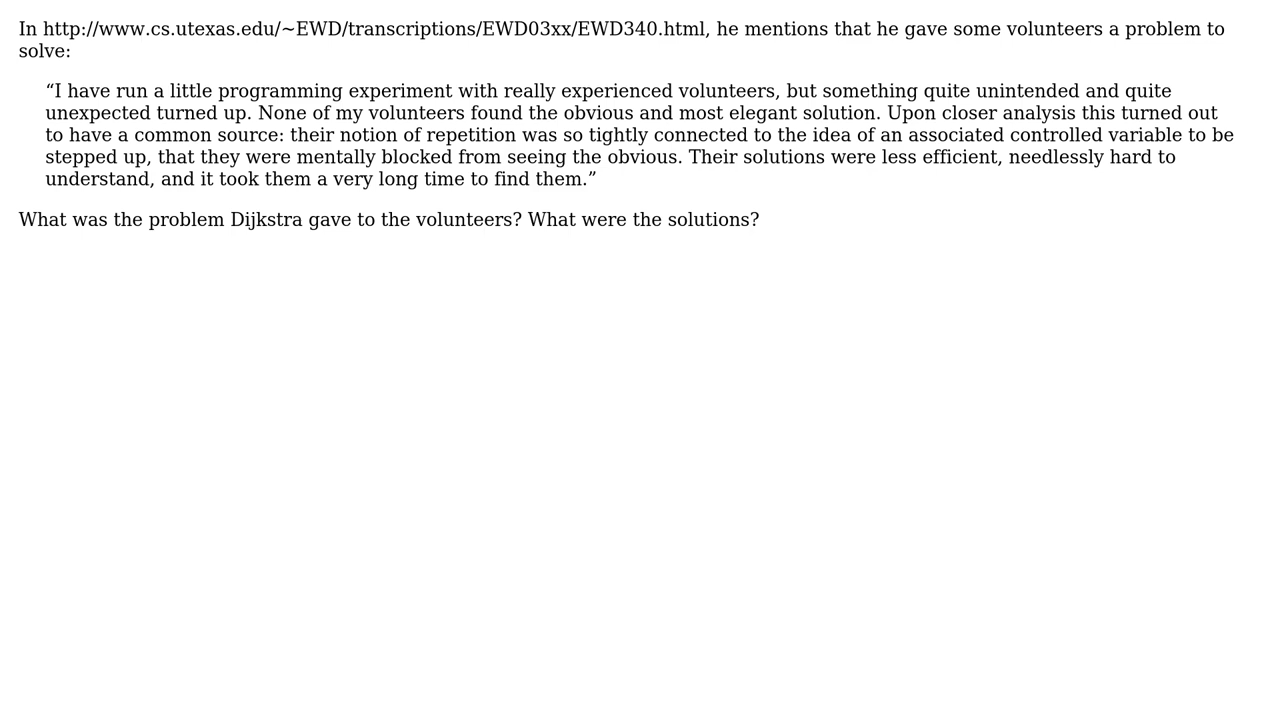 In http://www.cs.utexas.edu/~EWD/transcriptions/EWD03xx/EWD340.html, he mentions that he gave some volunteers a problem to
solve:
“I have run a little programming experiment with really experienced volunteers, but something quite unintended and quite
unexpected turned up. None of my volunteers found the obvious and most elegant solution. Upon closer analysis this turned out
to have a common source: their notion of repetition was so tightly connected to the idea of an associated controlled variable to be
stepped up, that they were mentally blocked from seeing the obvious. Their solutions were less efficient, needlessly hard to
understand, and it took them a very long time to find them.”
What was the problem Dijkstra gave to the volunteers? What were the solutions?